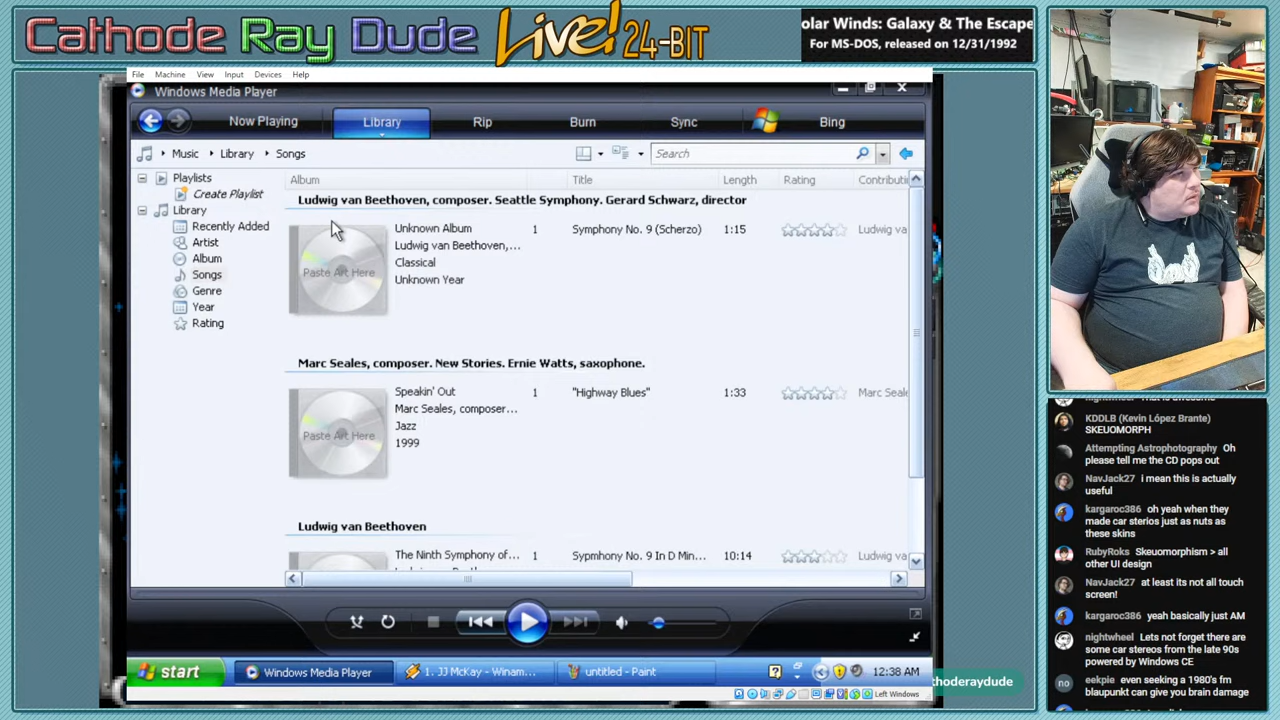 Cathode Ray Dude Live! 24-BIT
olar Winds: Galaxy & The Escape
For MS-DOS, released on 12/31/1992
File Machine View Input Devices Help
Windows Media Player
Now Playing Library Rip Burn Sync Bing
Music Library Songs
Search
Playlists
Create Playlist
Library
Recently Added
Artist
Album
Songs
Genre
Year
Rating
Album Title Length Rating Contributi
Ludwig van Beethoven, composer. Seattle Symphony. Gerard Schwarz, director
Paste Art Here
Unknown Album 1 Symphony No. 9 (Scherzo) 1:15 Ludwig va
Ludwig van Beethoven,...
Classical
Unknown Year
Marc Seales, composer. New Stories. Ernie Watts, saxophone.
Paste Art Here
Speakin' Out 1 "Highway Blues" 1:33 Marc Seale
Marc Seales, composer...
Jazz
1999
Ludwig van Beethoven
The Ninth Symphony of... 1 Sypmhony No. 9 In D Min... 10:14 Ludwig va
start Windows Media Player 1. JJ McKay - Winam... untitled - Paint 12:38 AM
Left Windows
thoderaydude
KDDLB (Kevin López Brante)
SKEUOMORPH
Attempting Astrophotography Oh
please tell me the CD pops out
NavJack27 i mean this is actually
useful
kargaroc386 oh yeah when they
made car sterios just as nuts as
these skins
RubyRoks Skeuomorphism > all
other UI design
NavJack27 at least its not all touch
screen!
kargaroc386 yeah basically just AM
nightwheel Lets not forget there are
some car stereos from the late 90s
powered by Windows CE
no
eekpie even seeking a 1980's fm
blaupunkt can give you brain damage